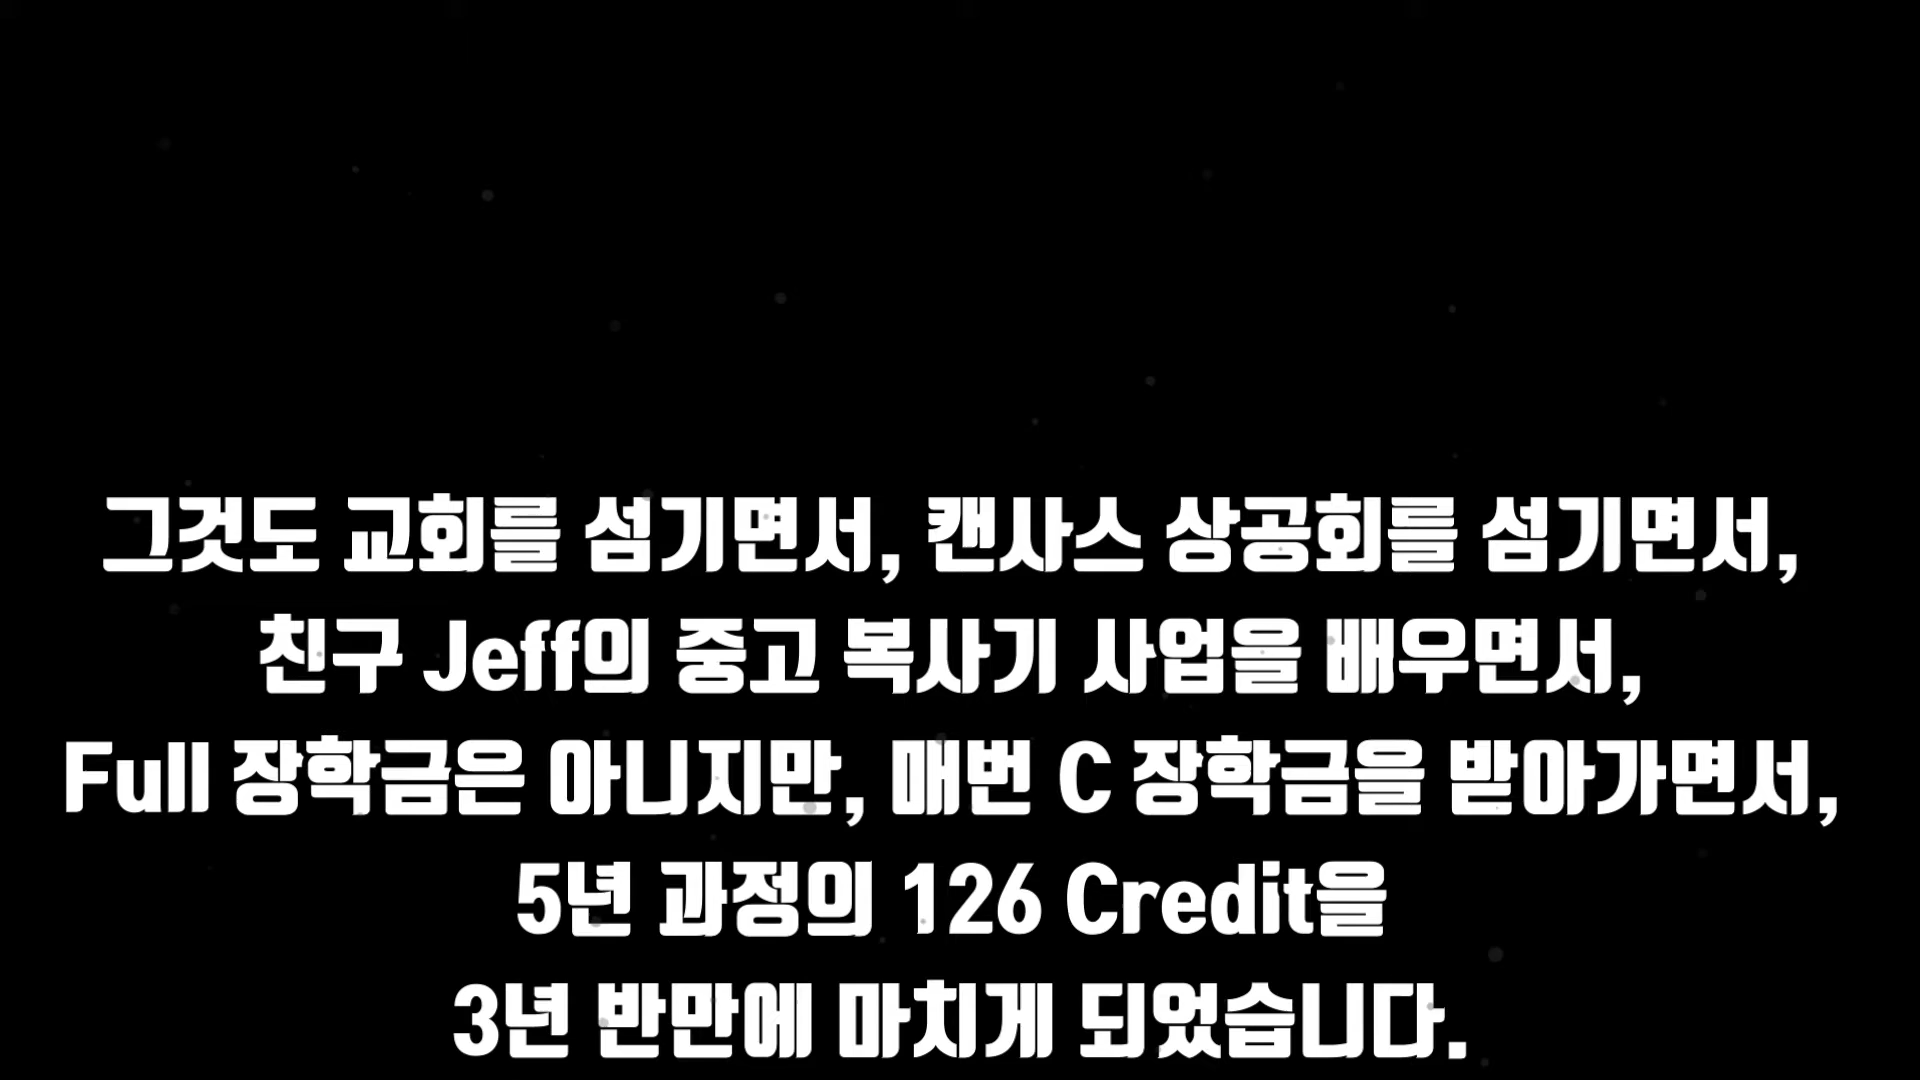 그것도 교회를 섬기면서, 캔사스 상공회를 섬기면서,
친구 Jeff의 중고 복사기 사업을 배우면서,
Full 장학금은 아니지만, 매번 C 장학금을 받아가면서,
5년 과정의 126 Credit을
3년 반만에 마치게 되었습니다.